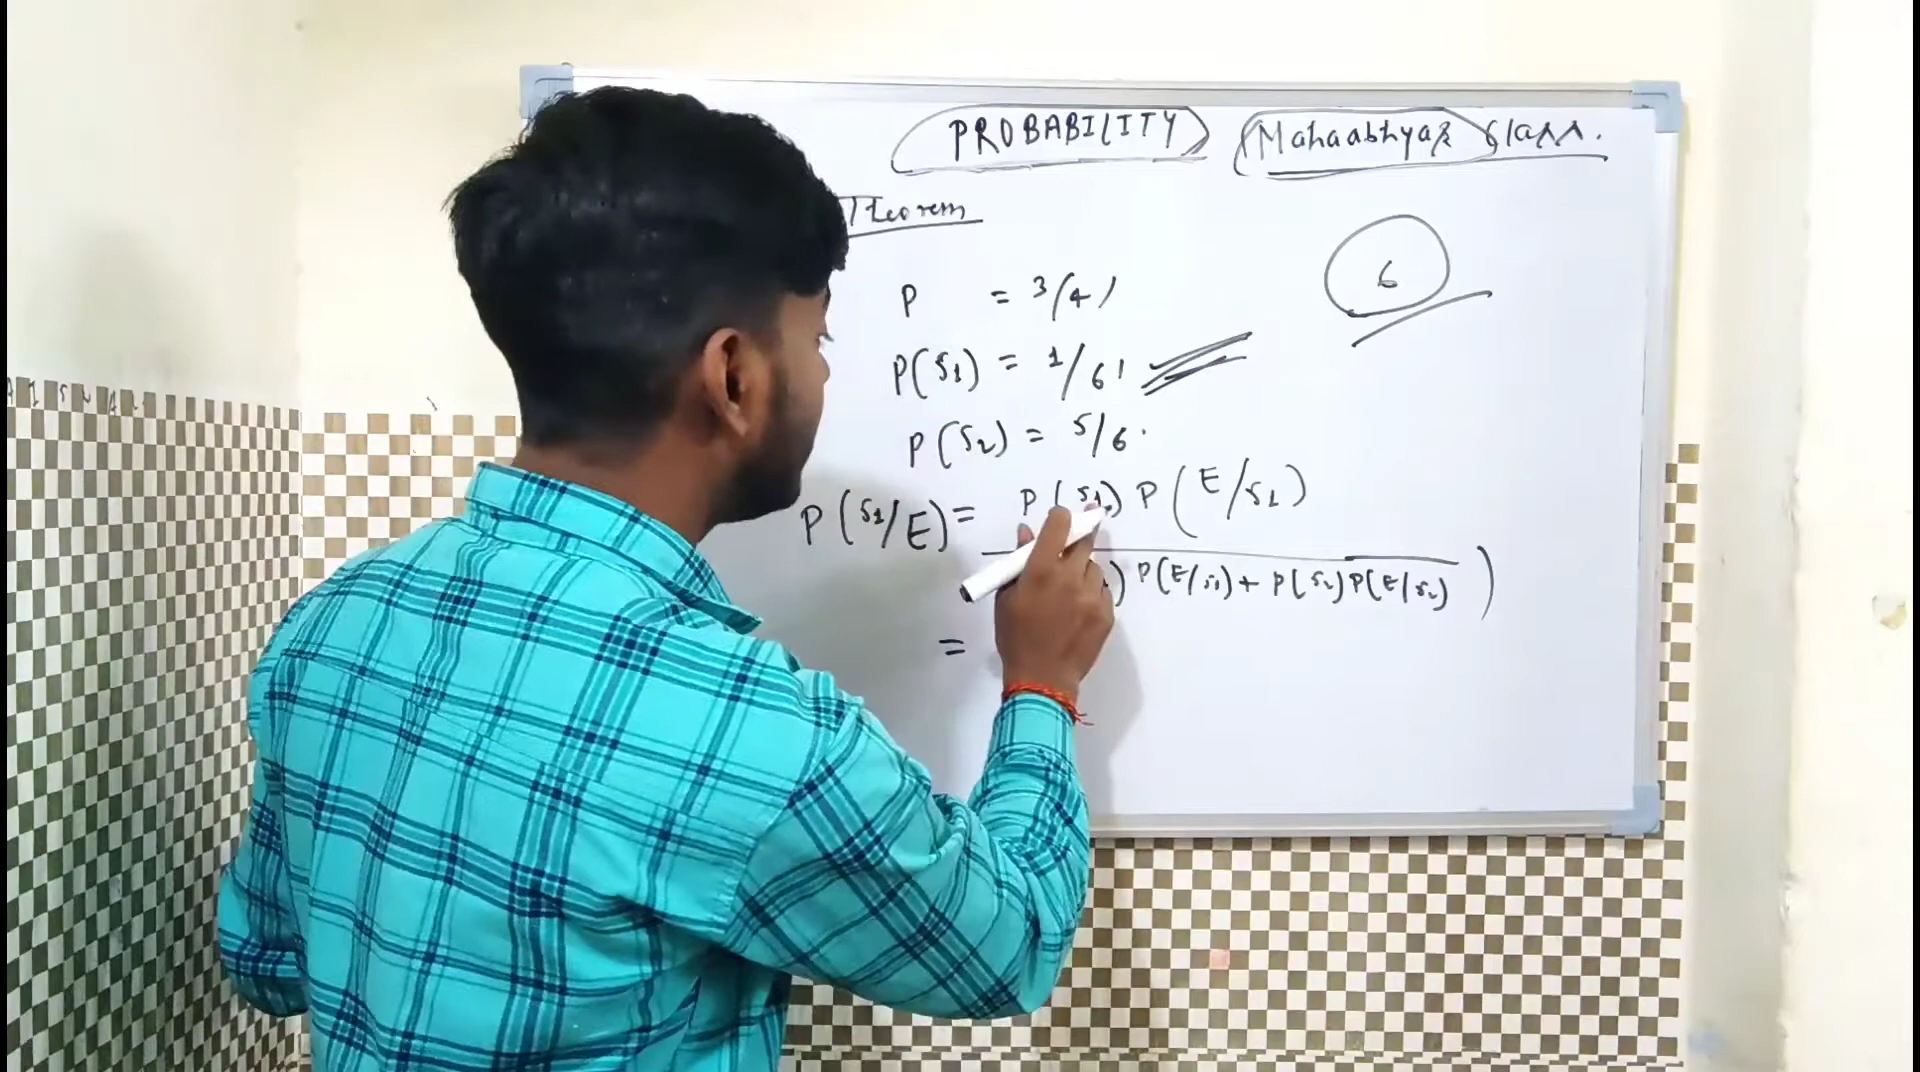 PROBABILITY Mahaabhyas Class.
Theorem
6
P = 3/4
P(S1) = 1/6
P(S2) = 5/6
P(S1/E) = P(S1) P(E/S1)
) P(E/S1) + P(S2) P(E/S2) )
=